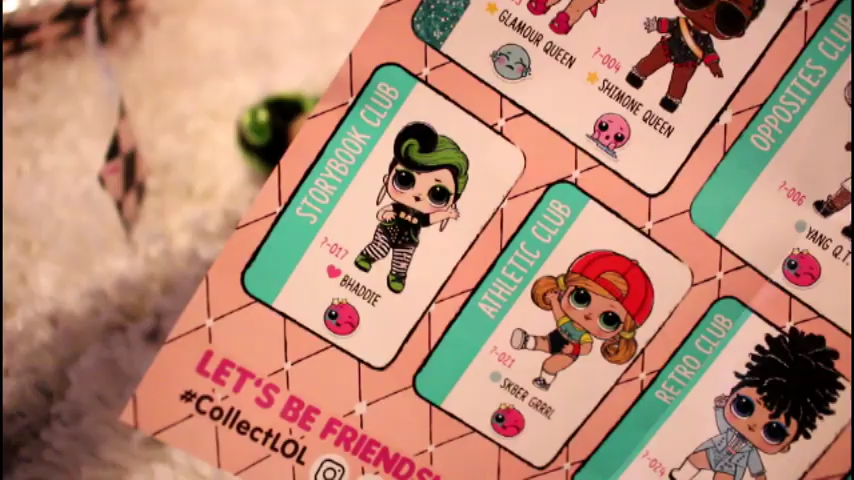 GLAMOUR QUEEN
?-004
SHIMONE QUEEN
OPPOSITES CLUB
?-006
YANG Q.T.
STORYBOOK CLUB
?-017
BHADDIE
BAD
ATHLETIC CLUB
?-021
SK8ER GRRRL
RETRO CLUB
?-024
LET'S BE FRIENDS!
#CollectLOL